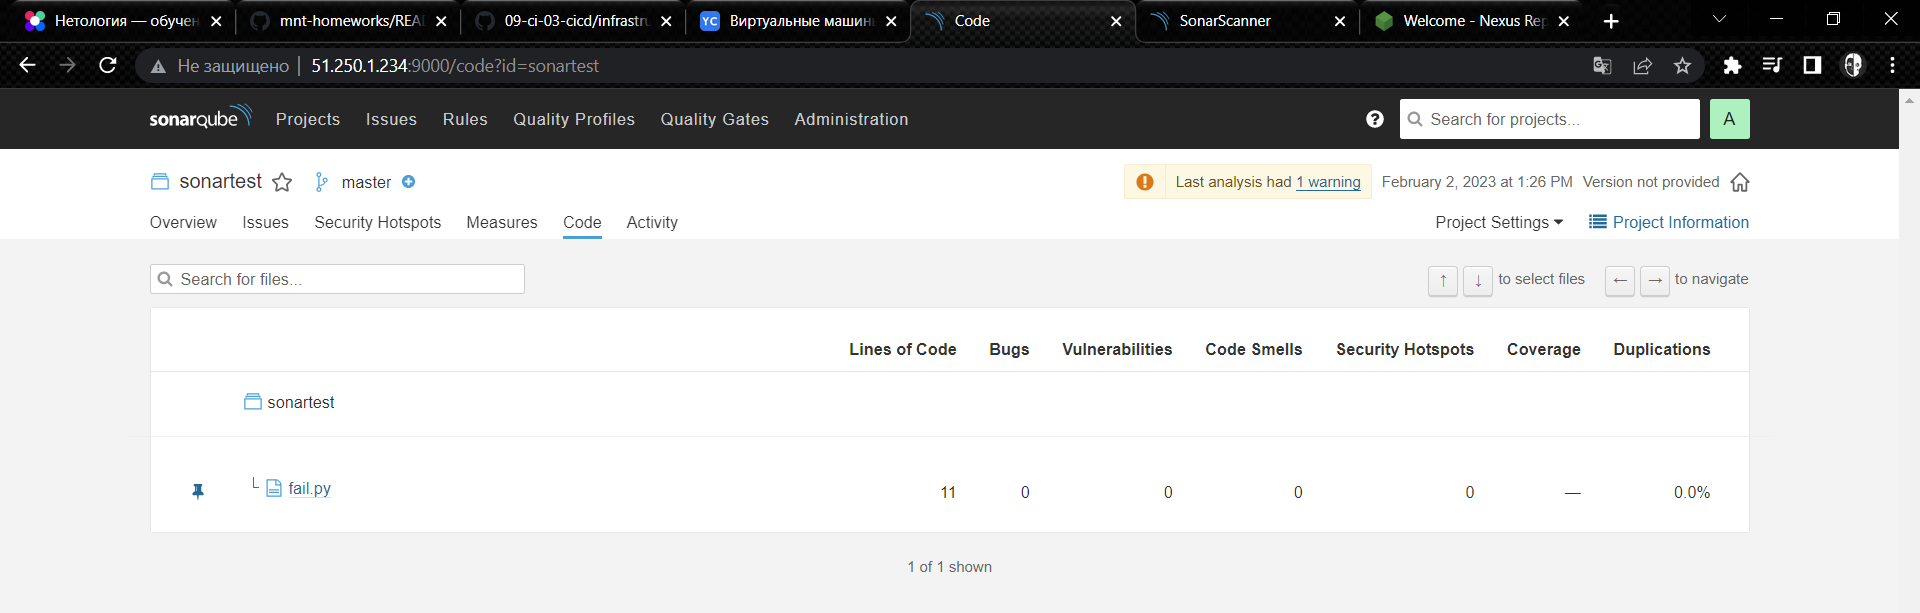 Нетология — обучен
mnt-homeworks/REA
09-ci-03-cicd/infrastru
YC Виртуальные машин
Code
SonarScanner
Welcome - Nexus Rep
Не защищено | 51.250.1.234:9000/code?id=sonartest
sonarqube Projects Issues Rules Quality Profiles Quality Gates Administration
Search for projects...
A
sonartest master
Last analysis had 1 warning February 2, 2023 at 1:26 PM Version not provided
Overview Issues Security Hotspots Measures Code Activity
Project Settings Project Information
Search for files...
↑ ↓ to select files ← → to navigate
Lines of Code Bugs Vulnerabilities Code Smells Security Hotspots Coverage Duplications
sonartest
fail.py 11 0 0 0 0 — 0.0%
1 of 1 shown